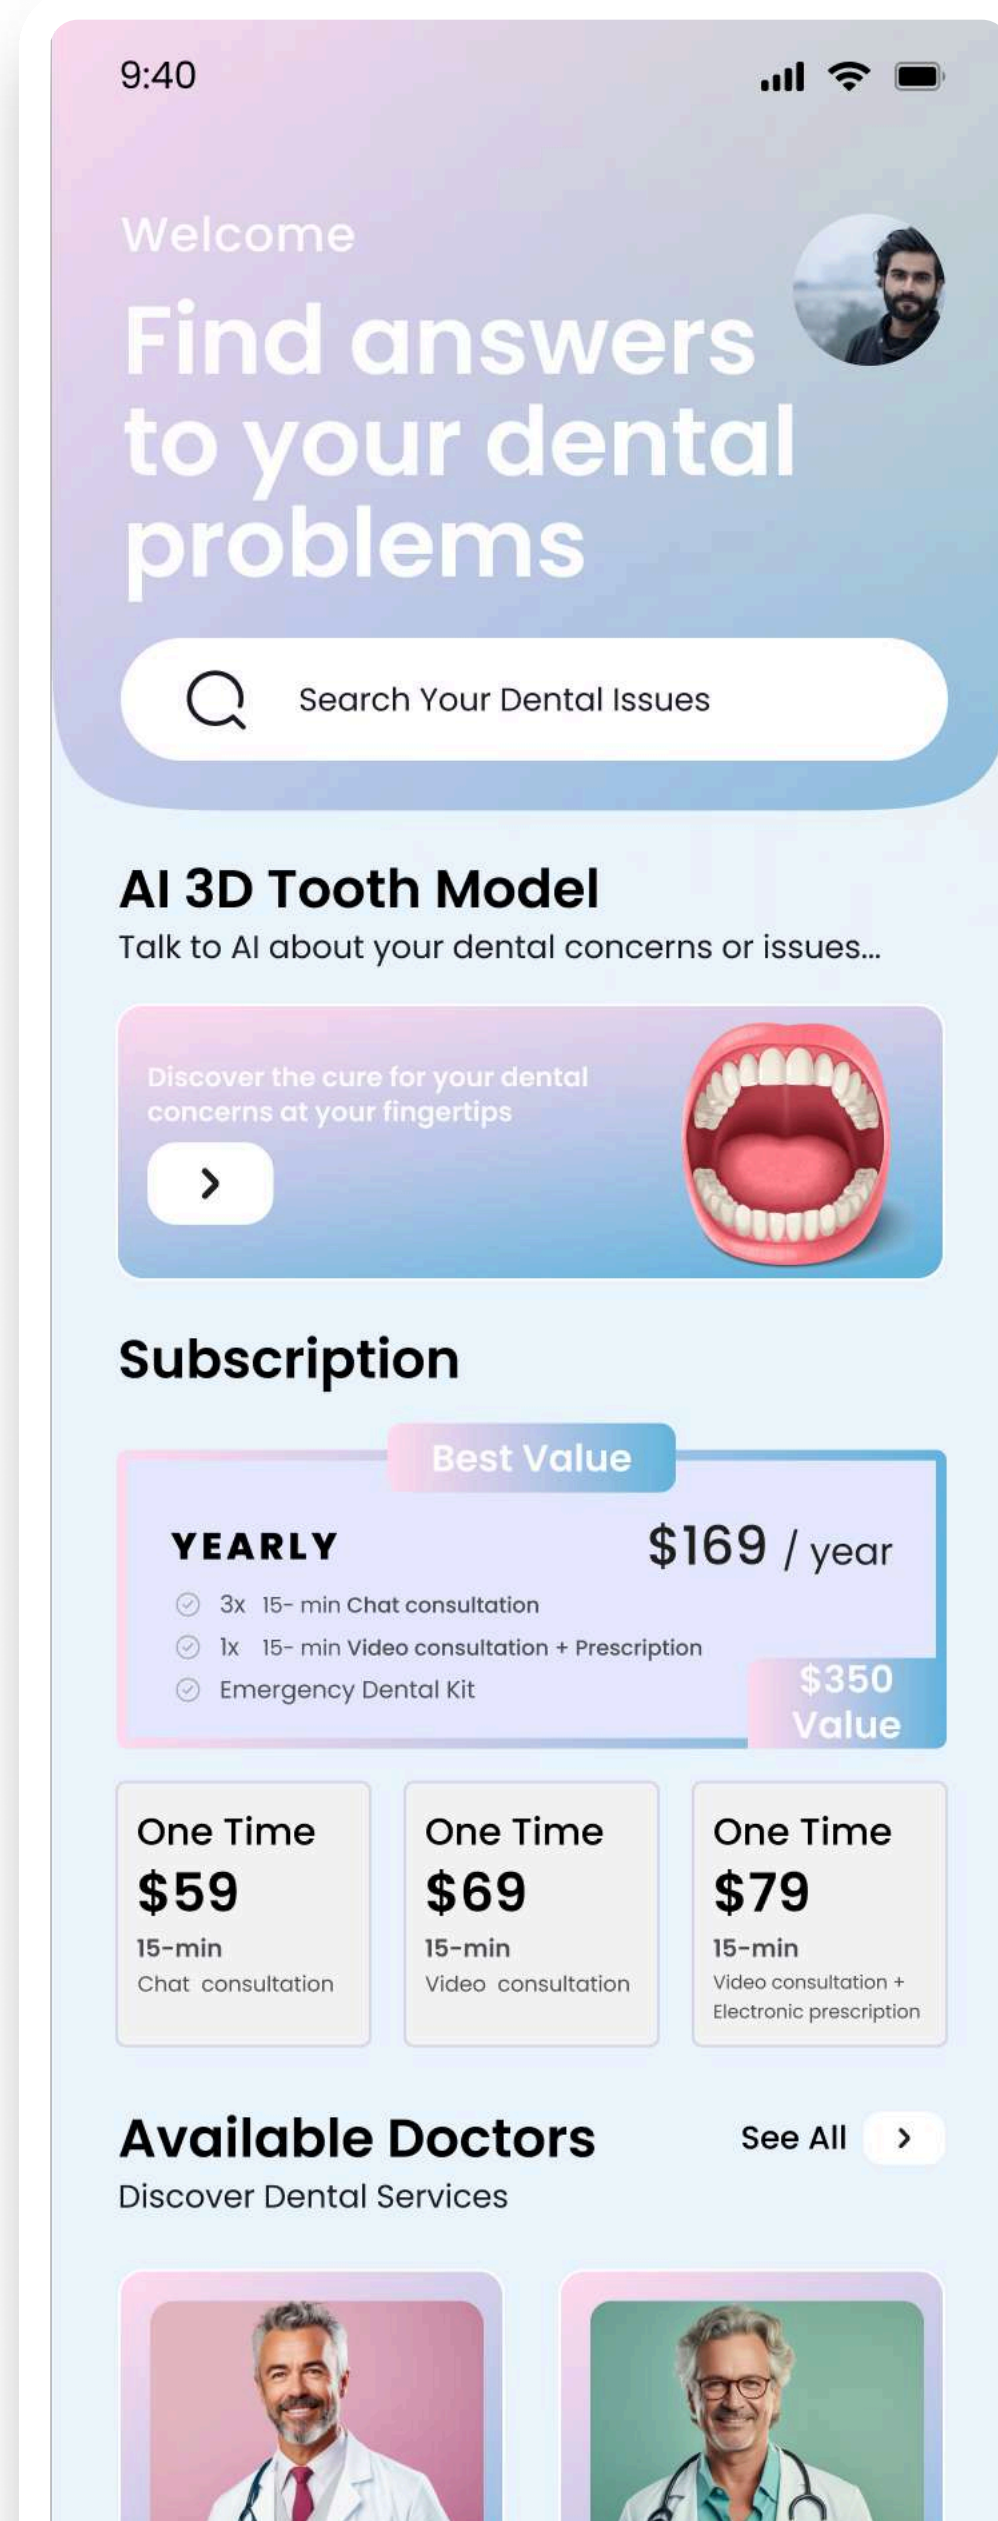 9:40
Welcome
Find answers
to your dental
problems
Search Your Dental Issues
AI 3D Tooth Model
Talk to AI about your dental concerns or issues...
Discover the cure for your dental
concerns at your fingertips
Subscription
Best Value
YEARLY
$169 / year
3x 15- min Chat consultation
1x 15- min Video consultation + Prescription
Emergency Dental Kit
$350
Value
One Time
$59
15-min
Chat consultation
One Time
$69
15-min
Video consultation
One Time
$79
15-min
Video consultation +
Electronic prescription
Available Doctors
See All
Discover Dental Services